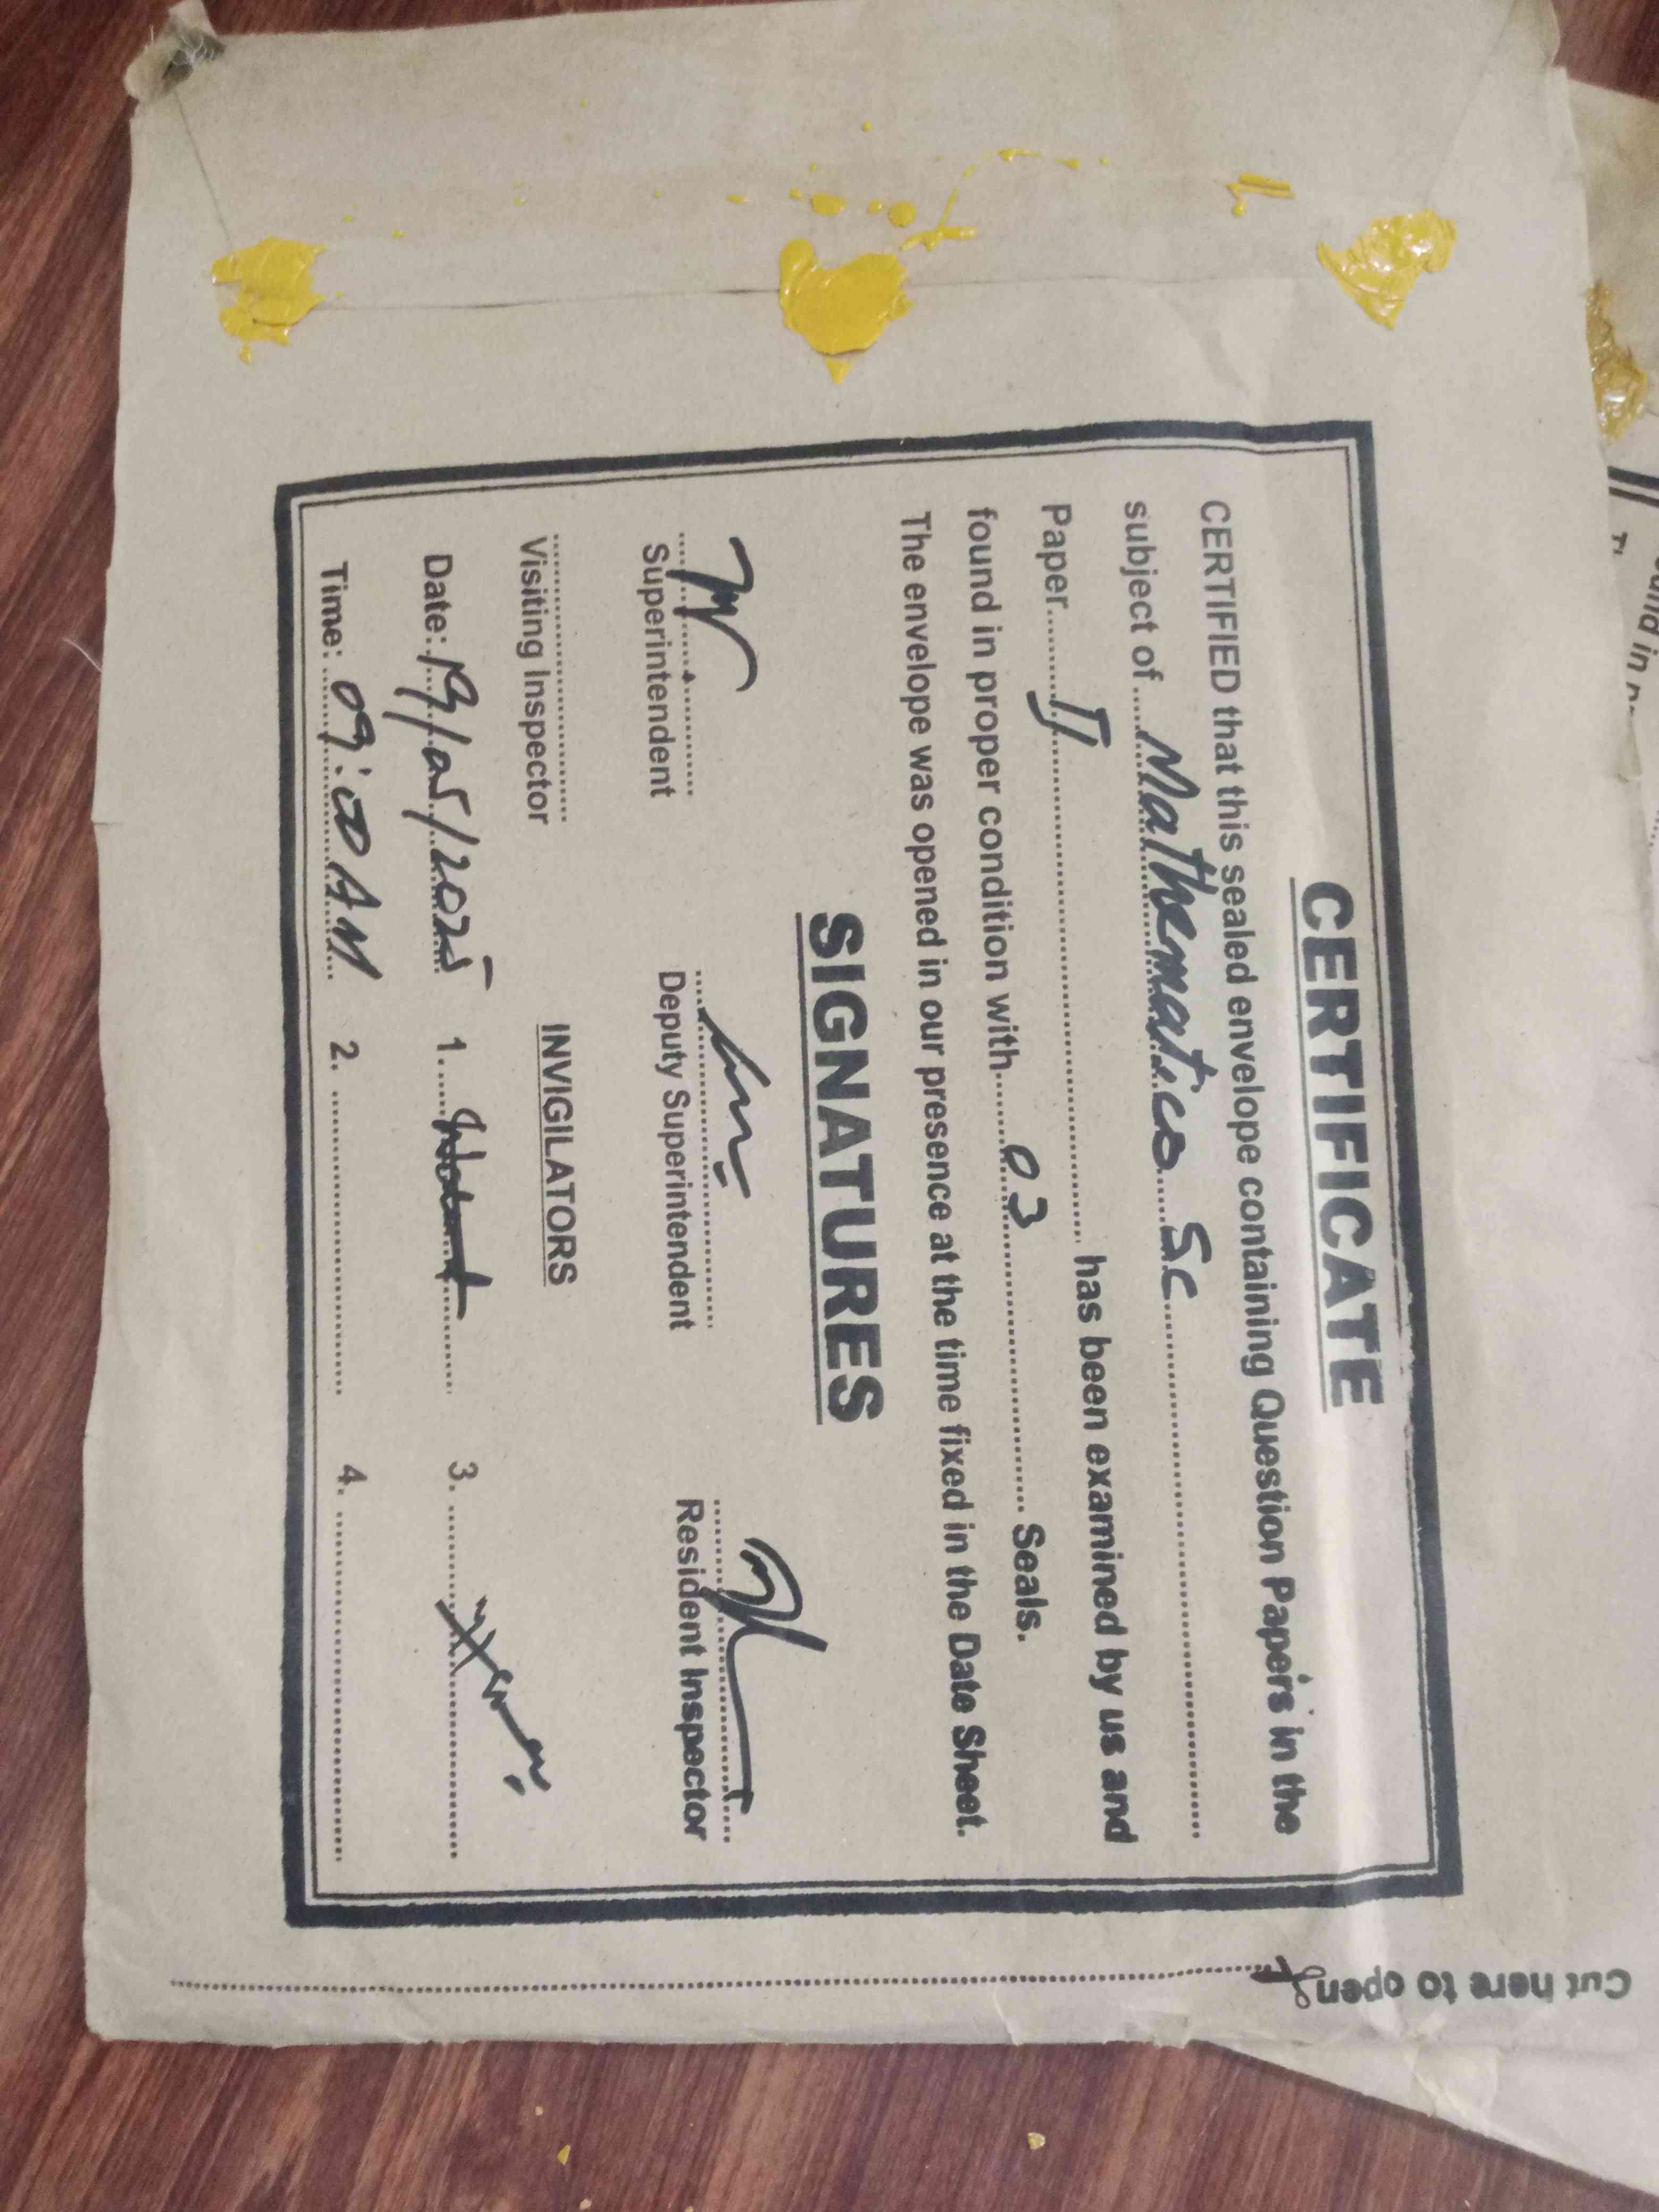 CERTIFICATE
CERTIFIED that this sealed envelope containing Question Papers in the
subject of ..... Mathematics ..... Sc .....
Paper ..... II ..... has been examined by us and
found in proper condition with ..... 03 ..... Seals.
The envelope was opened in our presence at the time fixed in the Date Sheet.
SIGNATURES
Superintendent Deputy Superintendent Resident Inspector
Visiting Inspector INVIGILATORS
Date: /05/2025 1. 3.
Time: 09:00 AM 2. 4.
Cut here to open